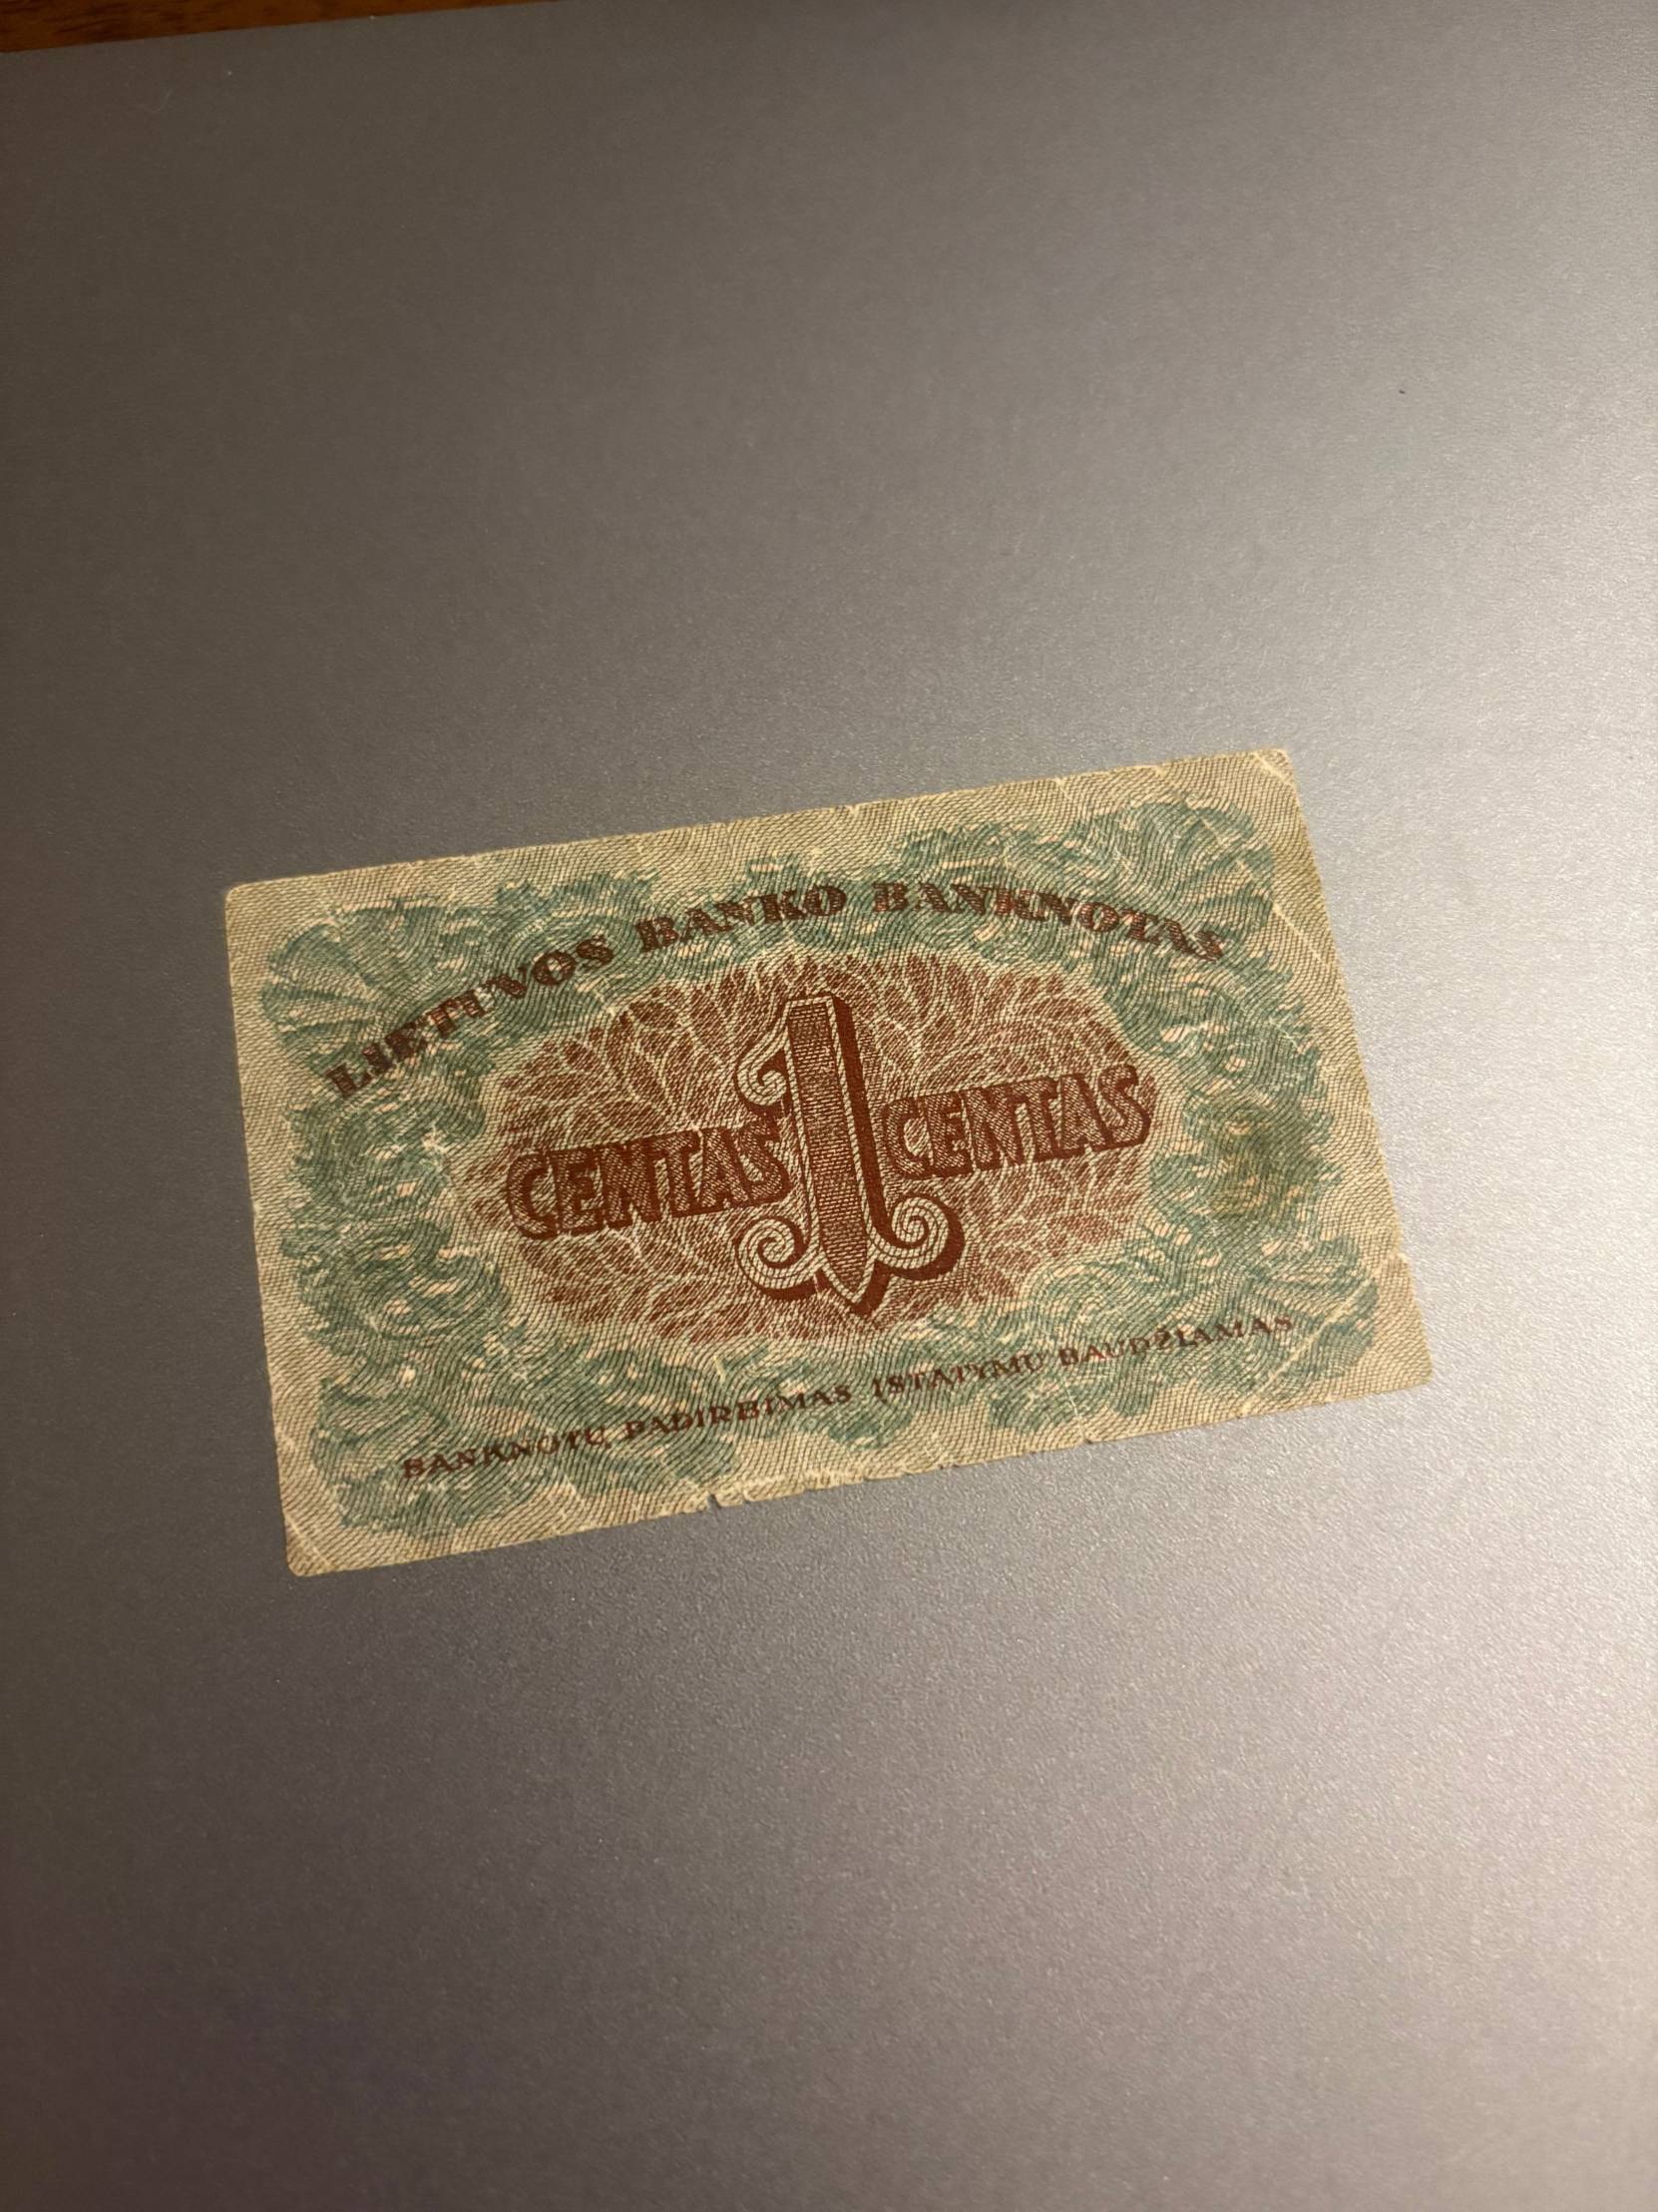 LIETUVOS BANKO BANKNOTAS
CENTAS 1 CENTAS
BANKNOTŲ PADIRBIMAS ĮSTATYMU BAUDŽIAMAS